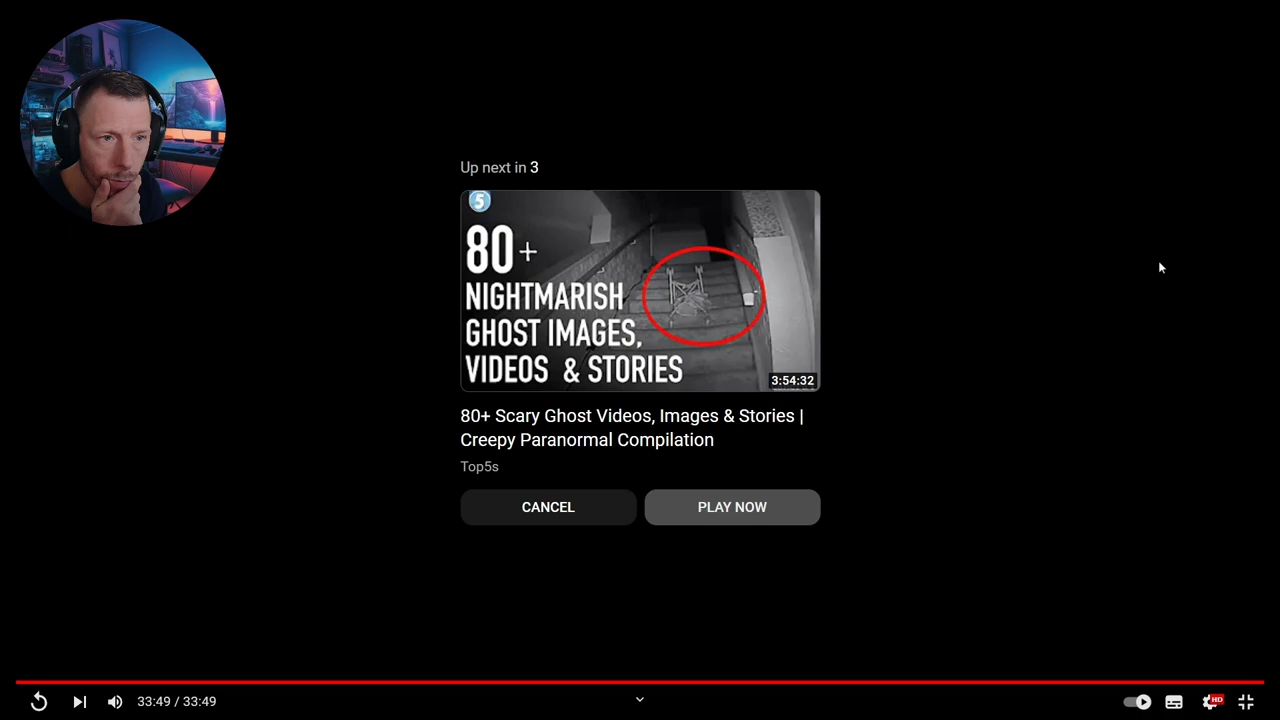 Up next in 3
5
80+
NIGHTMARISH
GHOST IMAGES,
VIDEOS & STORIES
3:54:32
80+ Scary Ghost Videos, Images & Stories |
Creepy Paranormal Compilation
Top5s
CANCEL
PLAY NOW
33:49 / 33:49
HD